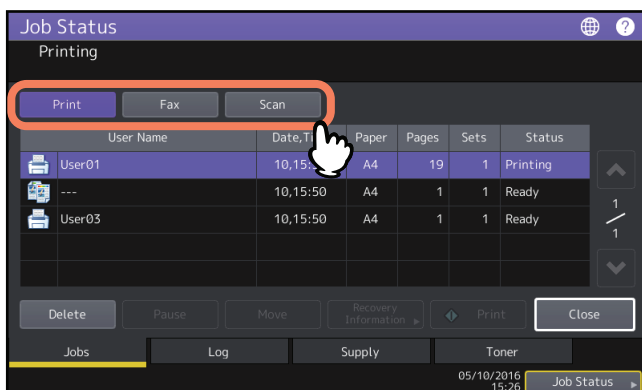 Job Status ?
Printing
Print Fax Scan
User Name Date,Ti Paper Pages Sets Status
User01 10,15: A4 19 1 Printing
--- 10,15:50 A4 1 1 Ready
User03 10,15:50 A4 1 1 Ready
1
1
Delete Pause Move Recovery Information Print Close
Jobs Log Supply Toner
05/10/2016
15:26 Job Status